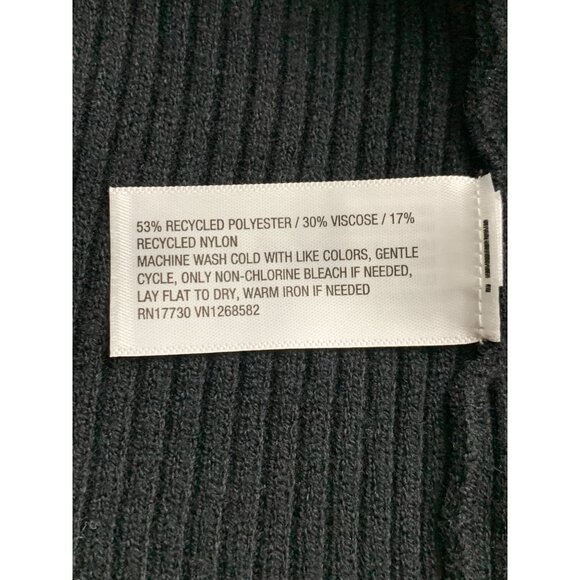 53% RECYCLED POLYESTER / 30% VISCOSE / 17%
RECYCLED NYLON
MACHINE WASH COLD WITH LIKE COLORS, GENTLE
CYCLE, ONLY NON-CHLORINE BLEACH IF NEEDED,
LAY FLAT TO DRY, WARM IRON IF NEEDED
RN17730 VN1268582